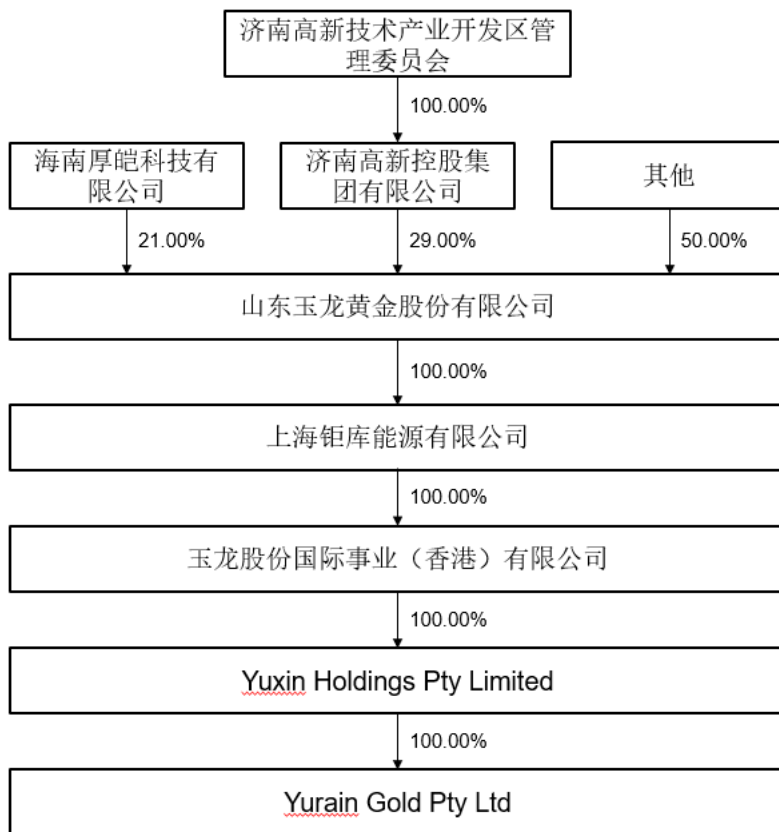 济南高新技术产业开发区管
理委员会
100.00%
海南厚皑科技有
限公司
济南高新控股集
团有限公司
其他
21.00%
29.00%
50.00%
山东玉龙黄金股份有限公司
100.00%
上海钜库能源有限公司
100.00%
玉龙股份国际事业（香港）有限公司
100.00%
Yuxin Holdings Pty Limited
100.00%
Yurain Gold Pty Ltd